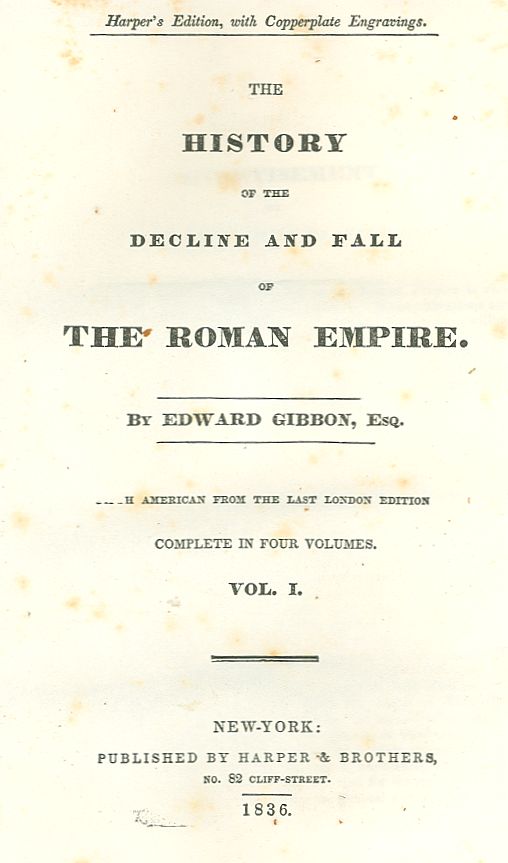 Harper's Edition, with Copperplate Engravings.
THE
HISTORY
OF THE
DECLINE AND FALL
OF
THE ROMAN EMPIRE.
BY EDWARD GIBBON, ESQ.
AMERICAN FROM THE LAST LONDON EDITION
COMPLETE IN FOUR VOLUMES.
VOL. I.
NEW-YORK:
PUBLISHED BY HARPER & BROTHERS,
NO. 82 CLIFF-STREET.
1836.